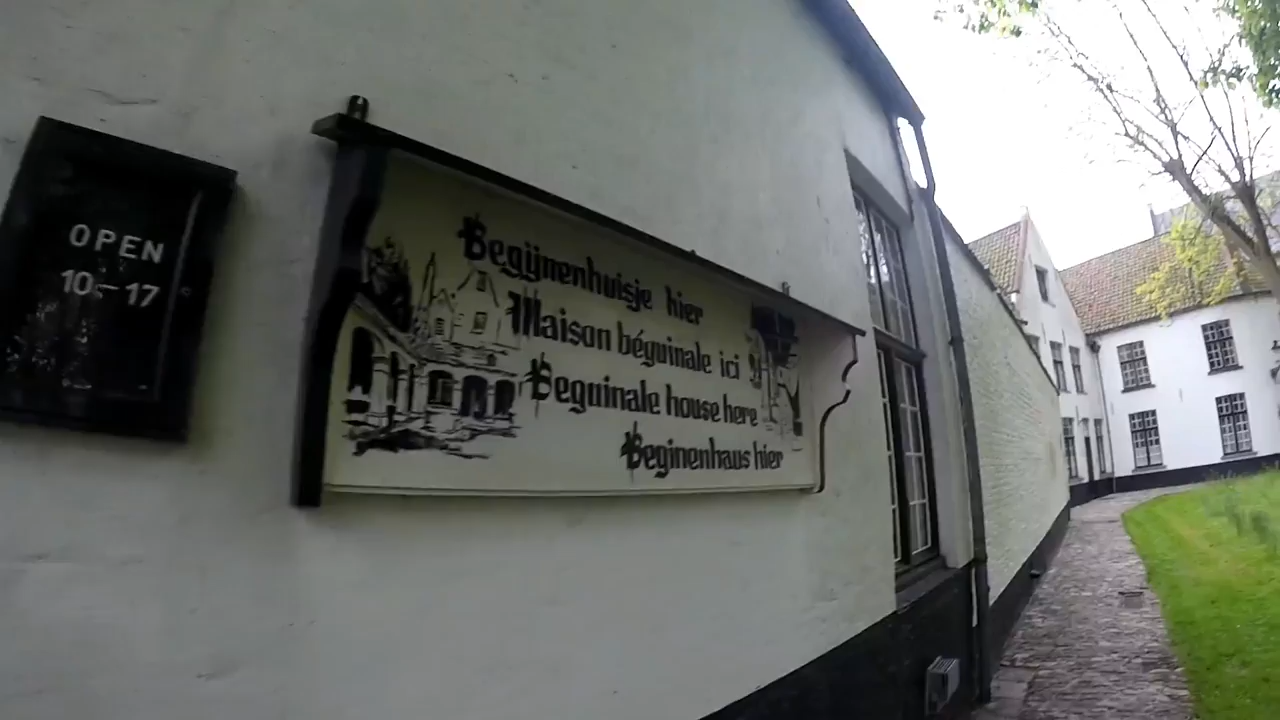 OPEN
10-17
Begijnenhuisje hier
Maison béguinale ici
Beguinale house here
Beginenhaus hier